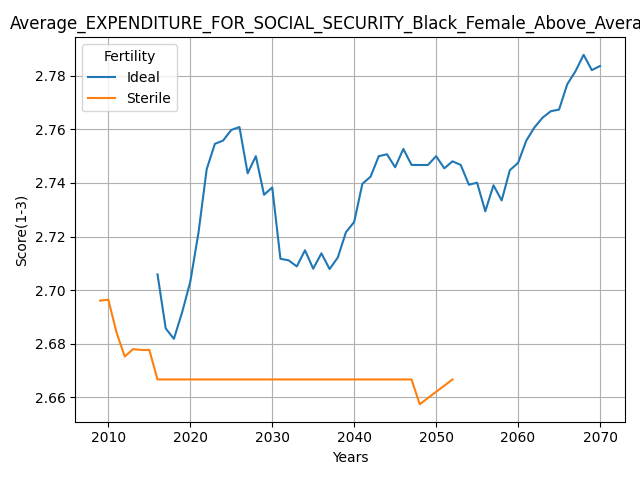 Average_EXPENDITURE_FOR_SOCIAL_SECURITY_Black_Female_Above_Avera
Fertility
Ideal
Sterile
2.78
2.76
2.74
2.72
2.70
2.68
2.66
Score(1-3)
2010 2020 2030 2040 2050 2060 2070
Years